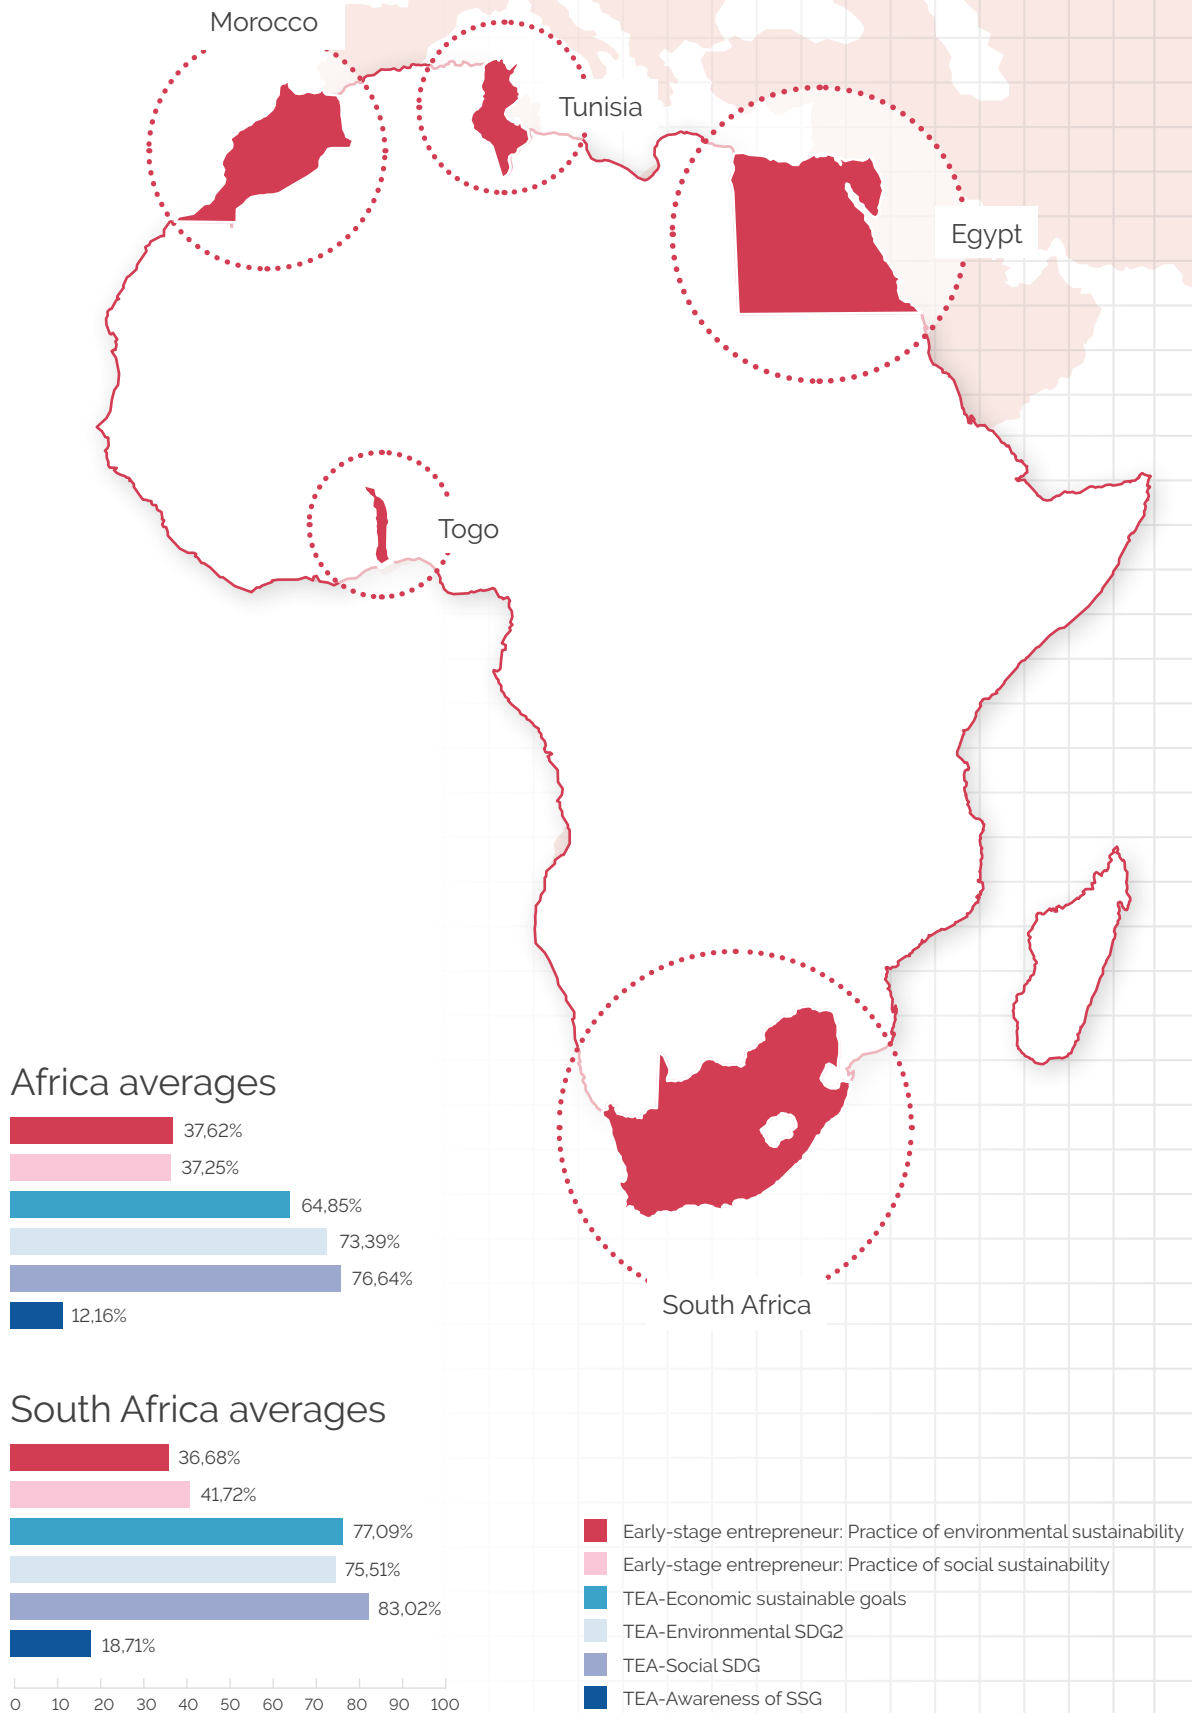 Morocco
Tunisia
Egypt
Togo
South Africa
Africa averages
37,62%
37,25%
64,85%
73,39%
76,64%
12,16%
South Africa averages
36,68%
41,72%
77,09%
75,51%
83,02%
18,71%
0 10 20 30 40 50 60 70 80 90 100
Early-stage entrepreneur: Practice of environmental sustainability
Early-stage entrepreneur: Practice of social sustainability
TEA-Economic sustainable goals
TEA-Environmental SDG2
TEA-Social SDG
TEA-Awareness of SSG